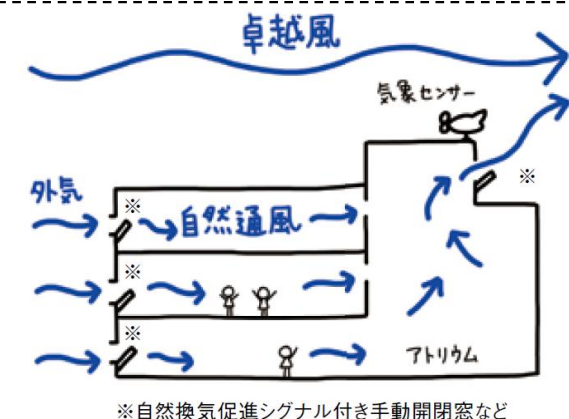 卓越風
気象センサー
※
外気
※
自然通風
※
※
アトリウム
※自然換気促進シグナル付き手動開閉窓など